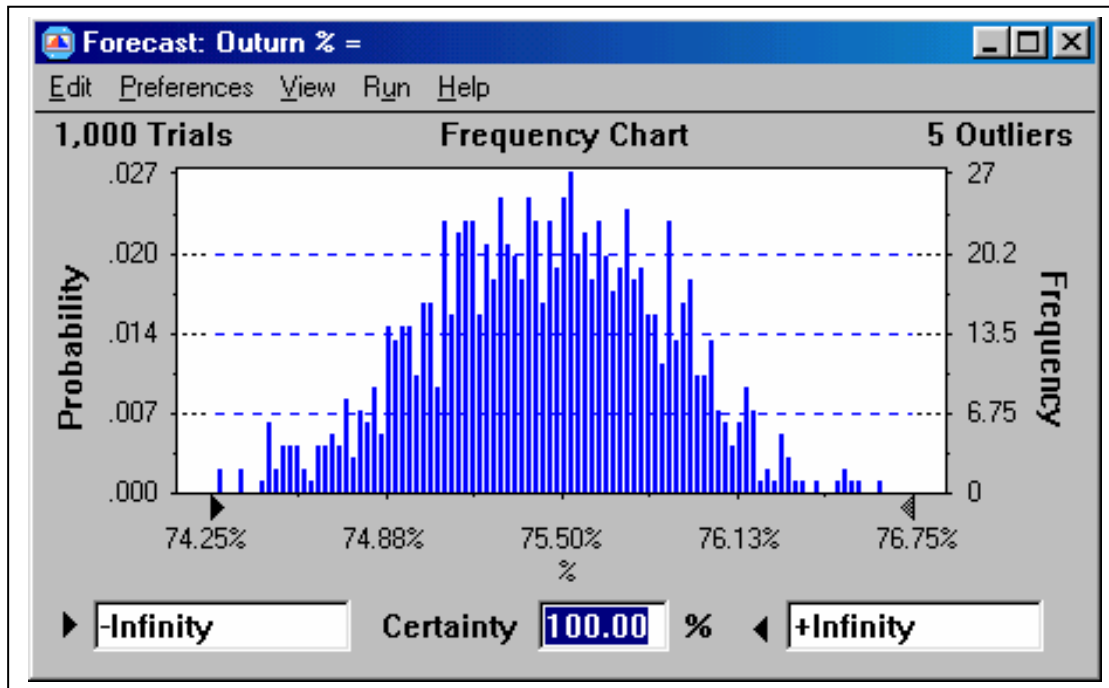 Forecast: Outurn % =
Edit Preferences View Run Help
1,000 Trials Frequency Chart 5 Outliers
.027 27
.020 20.2
.014 13.5
.007 6.75
.000 0
Probability
Frequency
74.25% 74.88% 75.50% 76.13% 76.75%
%
-Infinity Certainty 100.00 % +Infinity